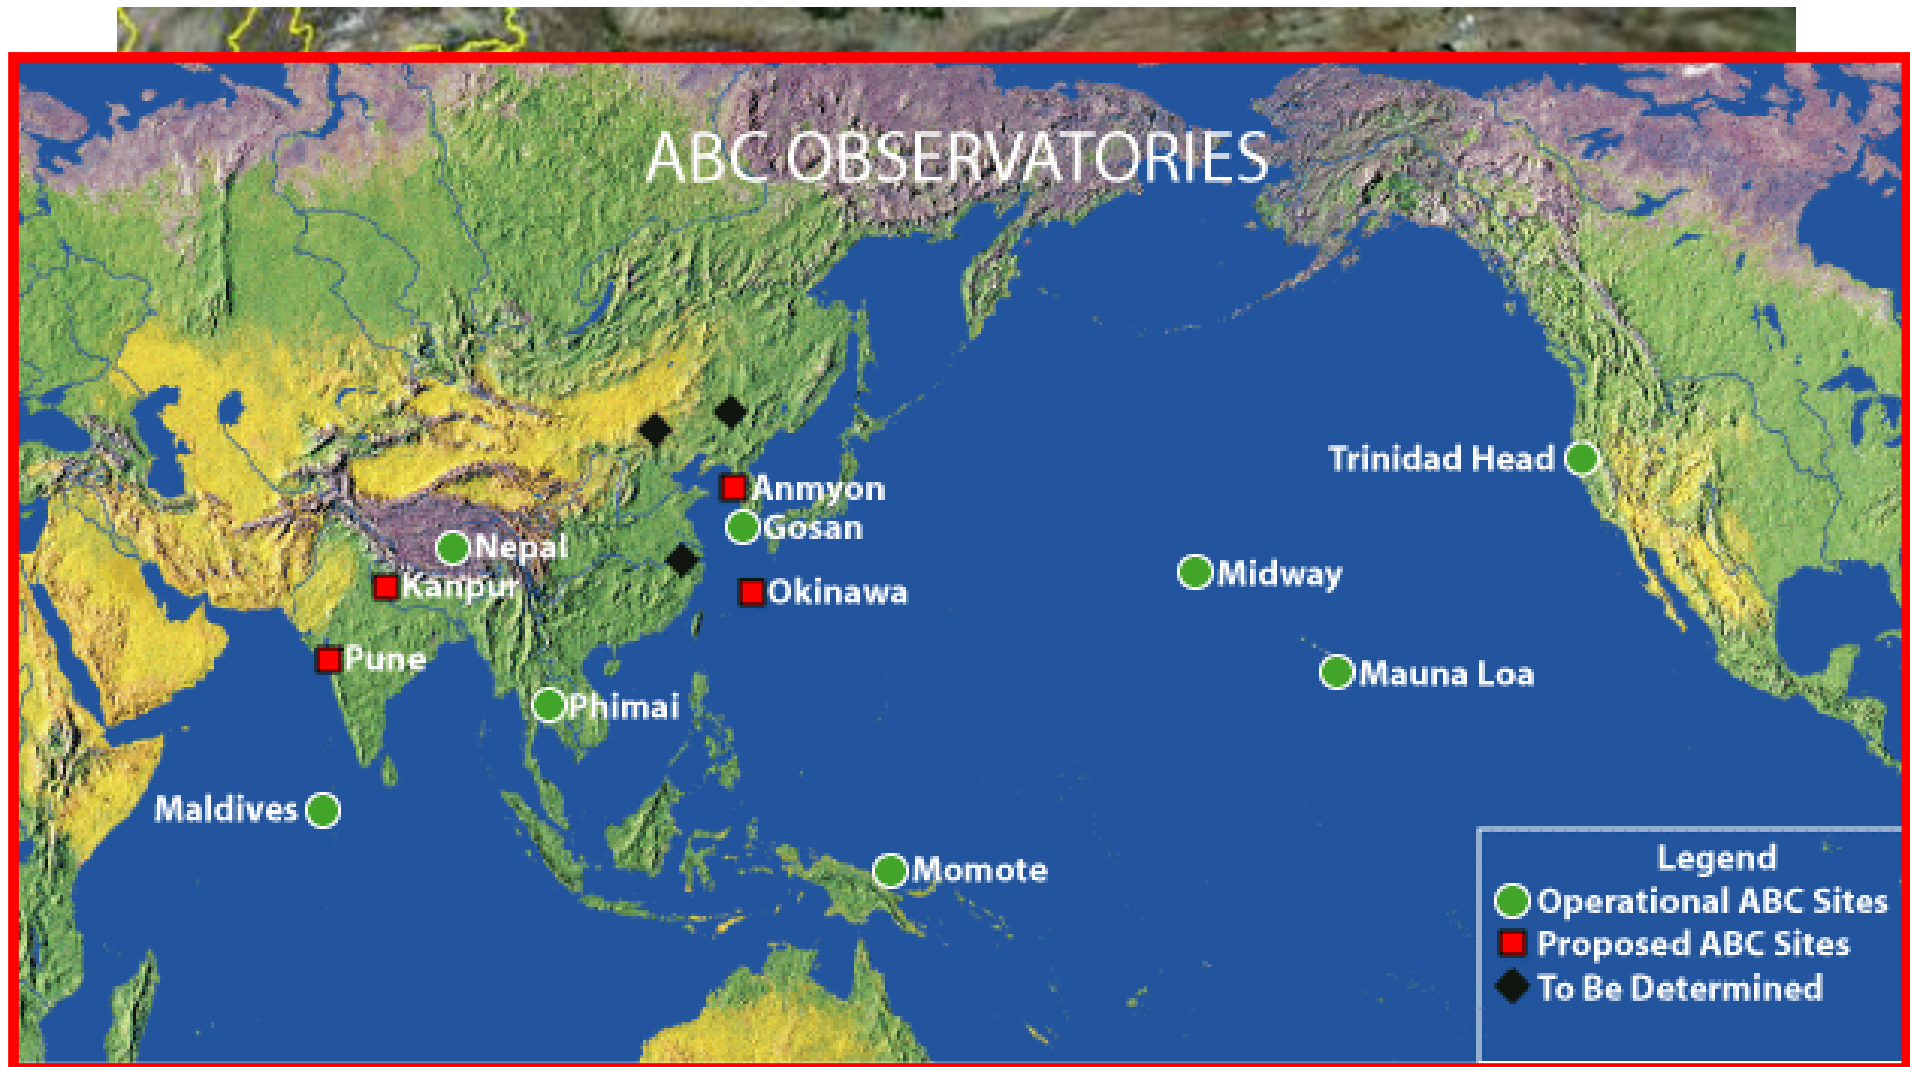 ABC OBSERVATORIES
Trinidad Head
Anmyon
Gosan
Nepal
Midway
Kanpur
Okinawa
Pune
Mauna Loa
Phimai
Maldives
Momote
Legend
Operational ABC Sites
Proposed ABC Sites
To Be Determined